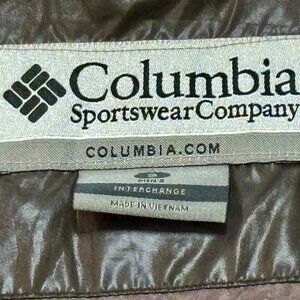 Columbia
Sportswear Company
COLUMBIA.COM
INTERCHANGE
MADE IN VIETNAM